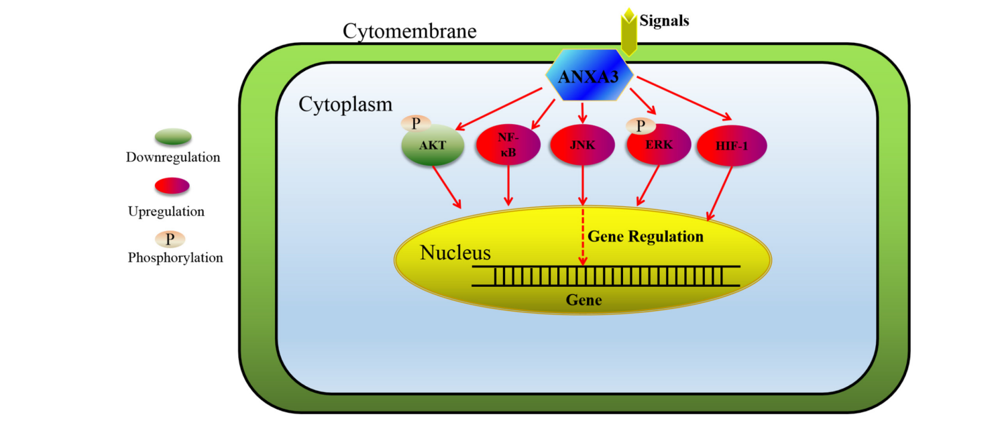 Signals
Cytomembrane
ANXA3
Cytoplasm
P
P
AKT
NF-
κB
JNK
ERK
HIF-1
Downregulation
Upregulation
P
Phosphorylation
Gene Regulation
Nucleus
Gene